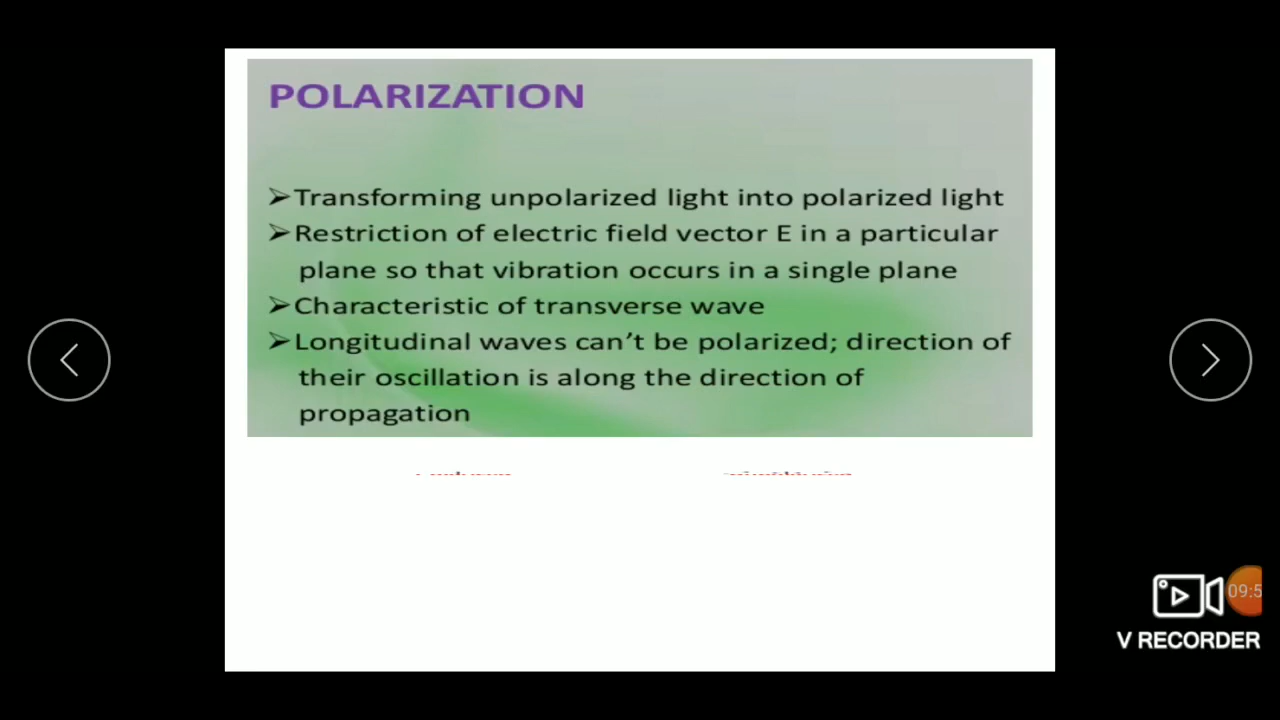 POLARIZATION
➢Transforming unpolarized light into polarized light
➢Restriction of electric field vector E in a particular
plane so that vibration occurs in a single plane
➢Characteristic of transverse wave
➢Longitudinal waves can't be polarized; direction of
their oscillation is along the direction of
propagation
09:5
V RECORDER